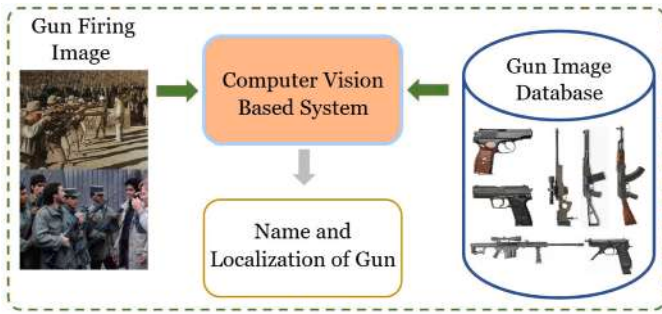 Gun Firing
Image
Computer Vision
Based System
Gun Image
Database
Name and
Localization of Gun